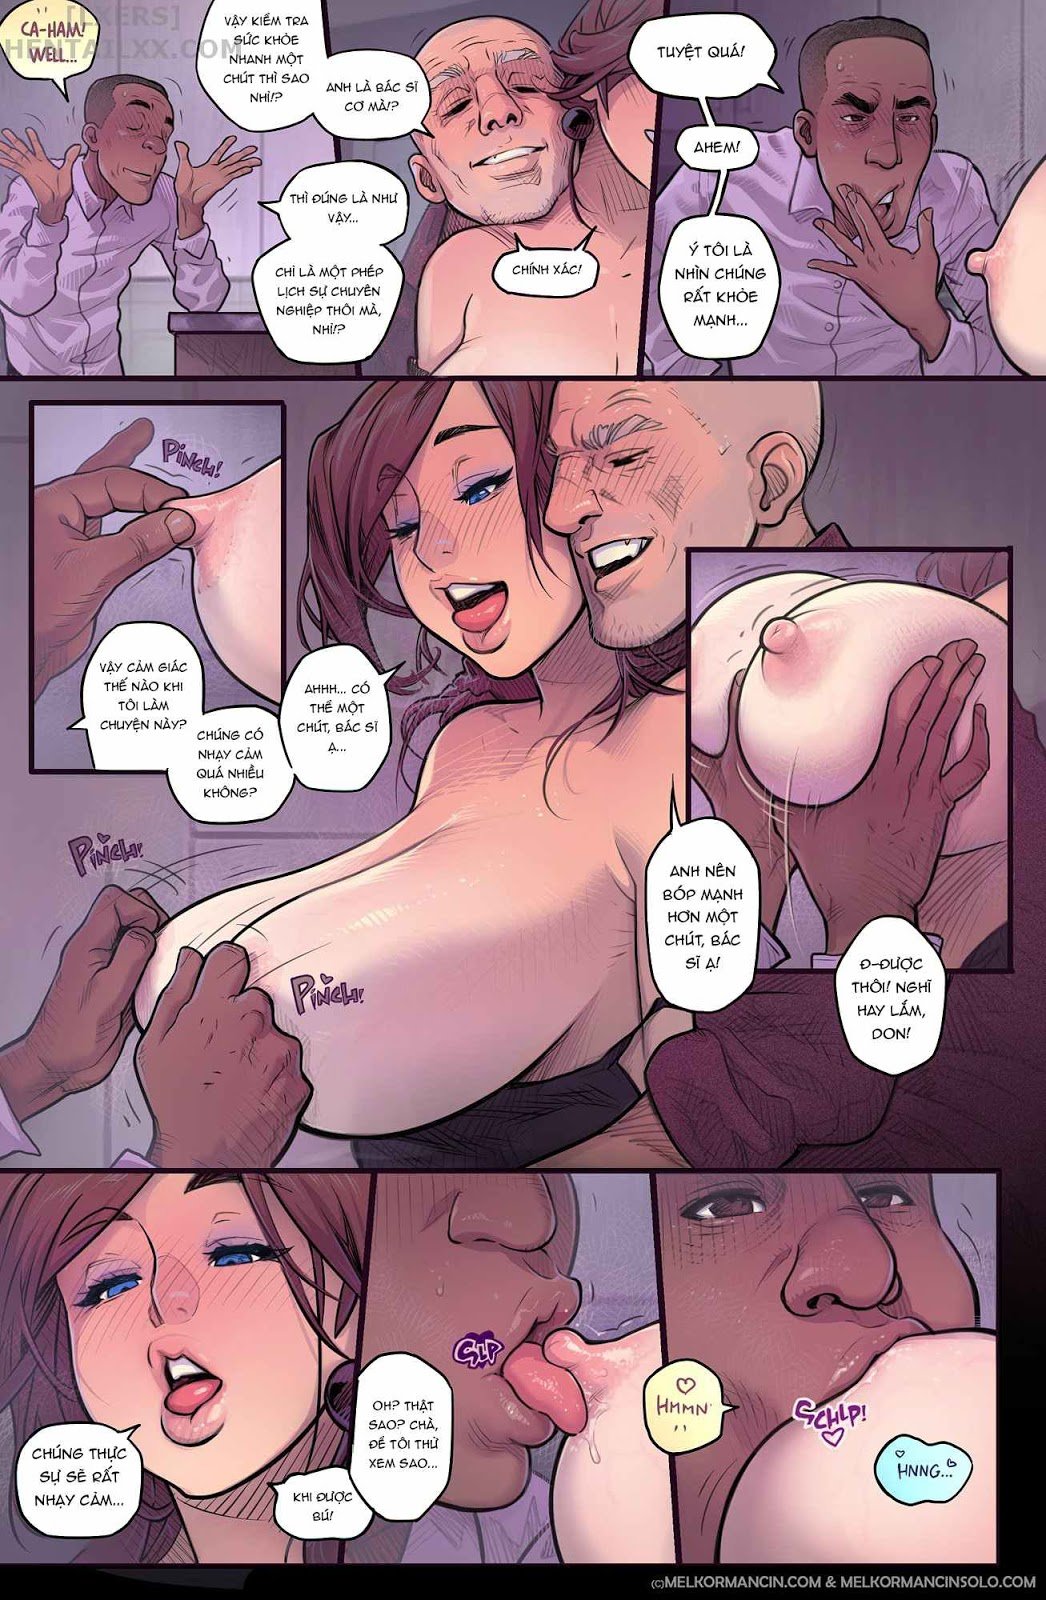 [LXERS]
HENTAILXX.COM
CA-HAM!
WELL...
VẬY KIỂM TRA
SỨC KHỎE
NHANH MỘT
CHÚT THÌ SAO
NHỈ!?
ANH LÀ BÁC SĨ
CƠ MÀ!?
THÌ ĐÚNG LÀ NHƯ
VẬY...
CHỈ LÀ MỘT PHÉP
LỊCH SỰ CHUYÊN
NGHIỆP THÔI MÀ,
NHỈ!?
CHÍNH XÁC!
TUYỆT QUÁ!
AHEM!
Ý TÔI LÀ
NHÌN CHÚNG
RẤT KHỎE
MẠNH...
PINCH!
VẬY CẢM GIÁC
THẾ NÀO KHI
TÔI LÀM
CHUYỆN NÀY?
CHÚNG CÓ
NHẠY CẢM
QUÁ NHIỀU
KHÔNG?
AHHH... CÓ
THỂ MỘT
CHÚT, BÁC SĨ
Ạ...
PINCH!
PINCH!
ANH NÊN
BÓP MẠNH
HƠN MỘT
CHÚT, BÁC
SĨ Ạ!
Đ-ĐƯỢC
THÔI! NGHĨ
HAY LẮM,
DON!
CHÚNG THỰC
SỰ SẼ RẤT
NHẠY CẢM...
KHI ĐƯỢC
BÚ!
OH? THẬT
SAO? CHÀ,
ĐỂ TÔI THỬ
XEM SAO...
SLP
HMMN
SCHLP!
HNNG...
(C)MELKORMANCIN.COM & MELKORMANCINSOLO.COM